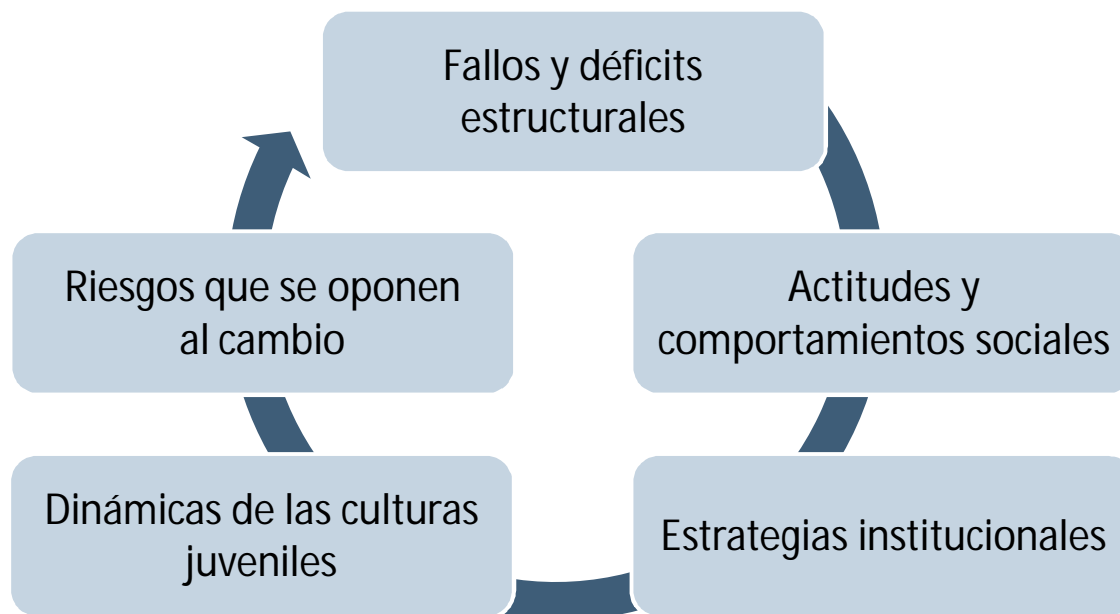 Fallos y déficits
estructurales
Actitudes y
comportamientos sociales
Estrategias institucionales
Dinámicas de las culturas
juveniles
Riesgos que se oponen
al cambio